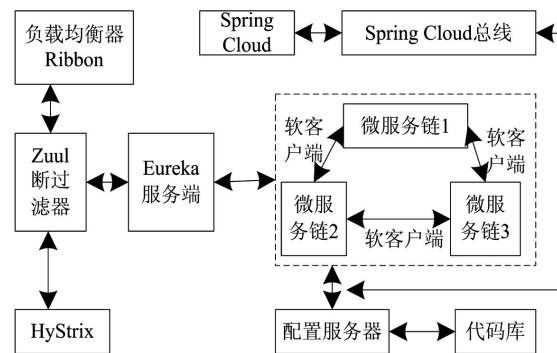 负载均衡器
Ribbon
Spring
Cloud
Spring Cloud总线
Zuul
断过
滤器
Eureka
服务端
软客
户端
微服务链1
软客
户端
微服
务链2
软客户端
微服
务链3
HyStrix
配置服务器
代码库